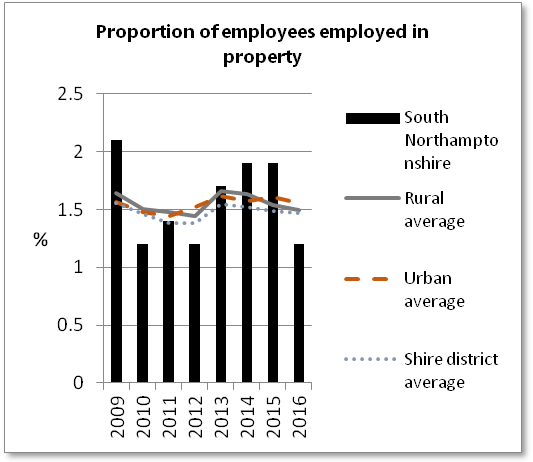 Proportion of employees employed in
property
2.5
2
1.5
1
0.5
0
%
2009
2010
2011
2012
2013
2014
2015
2016
South
Northampto
nshire
Rural
average
Urban
average
Shire district
average